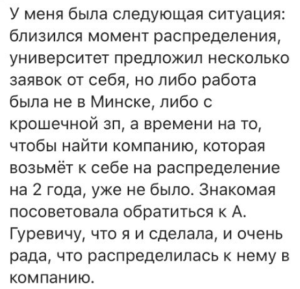 У меня была следующая ситуация:
близился момент распределения,
университет предложил несколько
заявок от себя, но либо работа
была не в Минске, либо с
крошечной зп, а времени на то,
чтобы найти компанию, которая
возьмёт к себе на распределение
на 2 года, уже не было. Знакомая
посоветовала обратиться к А.
Гуревичу, что я и сделала, и очень
рада, что распределилась к нему в
компанию.